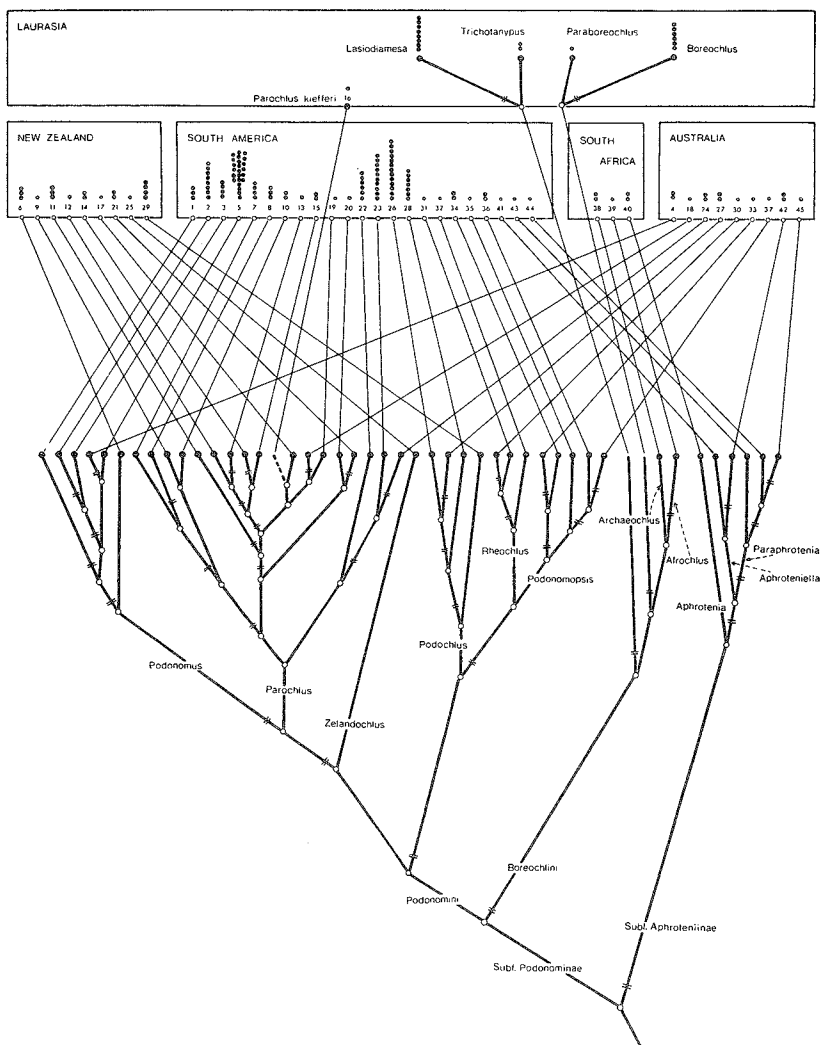 LAURASIA
Lasiodiamesa
Trichotanypus
Paraboreochlus
Boreochlus
Parochlus kiefferi
NEW ZEALAND
SOUTH AMERICA
SOUTH
AFRICA
AUSTRALIA
6 9 11 12 14 17 21 25 29
1 2 3 5 7 8 10 13 15 19 20 22 23 26 28 31 32 34 35 36 41 43 44
38 39 40
4 18 24 27 30 33 37 42 45
Archaeochlus
Afrochlus
Paraphrotenia
Aphroteniella
Aphrotenia
Rheochlus
Podonomopsis
Podochlus
Podonomus
Parochlus
Zelandochlus
Boreochlini
Podonomini
Subf. Aphroteniinae
Subf. Podonominae